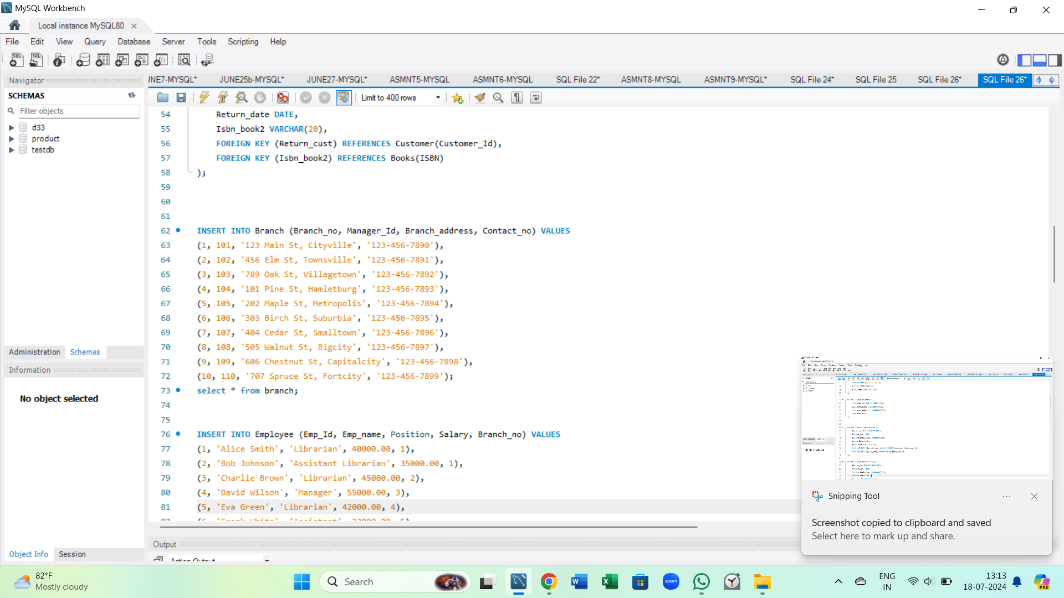 MySQL Workbench
Local instance MySQL80 ×
File Edit View Query Database Server Tools Scripting Help
Navigator
SCHEMAS
Filter objects
d33
product
testdb
Administration Schemas
Information
No object selected
Object Info Session
JNE7-MYSQL* JUNE25b-MYSQL* JUNE27-MYSQL* ASMNT5-MYSQL ASMNT6-MYSQL SQL File 22* ASMNT8-MYSQL ASMNT9-MYSQL* SQL File 24* SQL File 25 SQL File 26* SQL File 26*
Limit to 400 rows
54 Return_date DATE,
55 Isbn_book2 VARCHAR(20),
56 FOREIGN KEY (Return_cust) REFERENCES Customer(Customer_Id),
57 FOREIGN KEY (Isbn_book2) REFERENCES Books(ISBN)
58 );
59
60
61
62 INSERT INTO Branch (Branch_no, Manager_Id, Branch_address, Contact_no) VALUES
63 (1, 101, '123 Main St, Cityville', '123-456-7890'),
64 (2, 102, '456 Elm St, Townsville', '123-456-7891'),
65 (3, 103, '789 Oak St, Villagetown', '123-456-7892'),
66 (4, 104, '101 Pine St, Hamletburg', '123-456-7893'),
67 (5, 105, '202 Maple St, Metropolis', '123-456-7894'),
68 (6, 106, '303 Birch St, Suburbia', '123-456-7895'),
69 (7, 107, '404 Cedar St, Smalltown', '123-456-7896'),
70 (8, 108, '505 Walnut St, Bigcity', '123-456-7897'),
71 (9, 109, '606 Chestnut St, Capitalcity', '123-456-7898'),
72 (10, 110, '707 Spruce St, Fortcity', '123-456-7899');
73 select * from branch;
74
75
76 INSERT INTO Employee (Emp_Id, Emp_name, Position, Salary, Branch_no) VALUES
77 (1, 'Alice Smith', 'Librarian', 40000.00, 1),
78 (2, 'Bob Johnson', 'Assistant Librarian', 35000.00, 1),
79 (3, 'Charlie Brown', 'Librarian', 45000.00, 2),
80 (4, 'David Wilson', 'Manager', 55000.00, 3),
81 (5, 'Eva Green', 'Librarian', 42000.00, 4),
Output
Action Output
Snipping Tool
Screenshot copied to clipboard and saved
Select here to mark up and share.
82°F
Mostly cloudy
Search
ENG
IN
13:13
18-07-2024